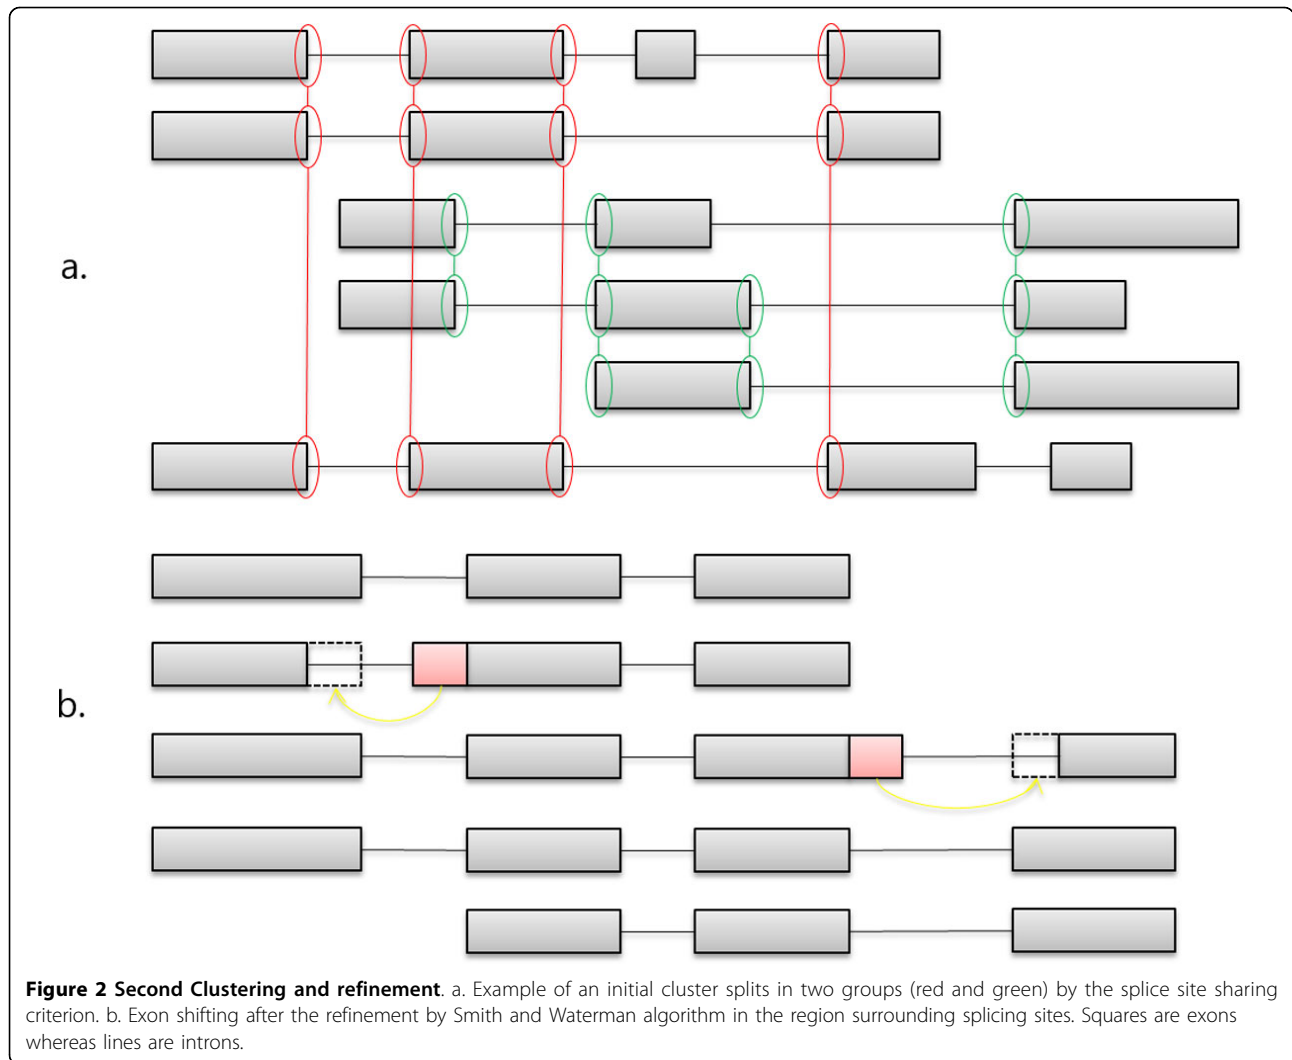 a.
b.
Figure 2 Second Clustering and refinement. a. Example of an initial cluster splits in two groups (red and green) by the splice site sharing
criterion. b. Exon shifting after the refinement by Smith and Waterman algorithm in the region surrounding splicing sites. Squares are exons
whereas lines are introns.